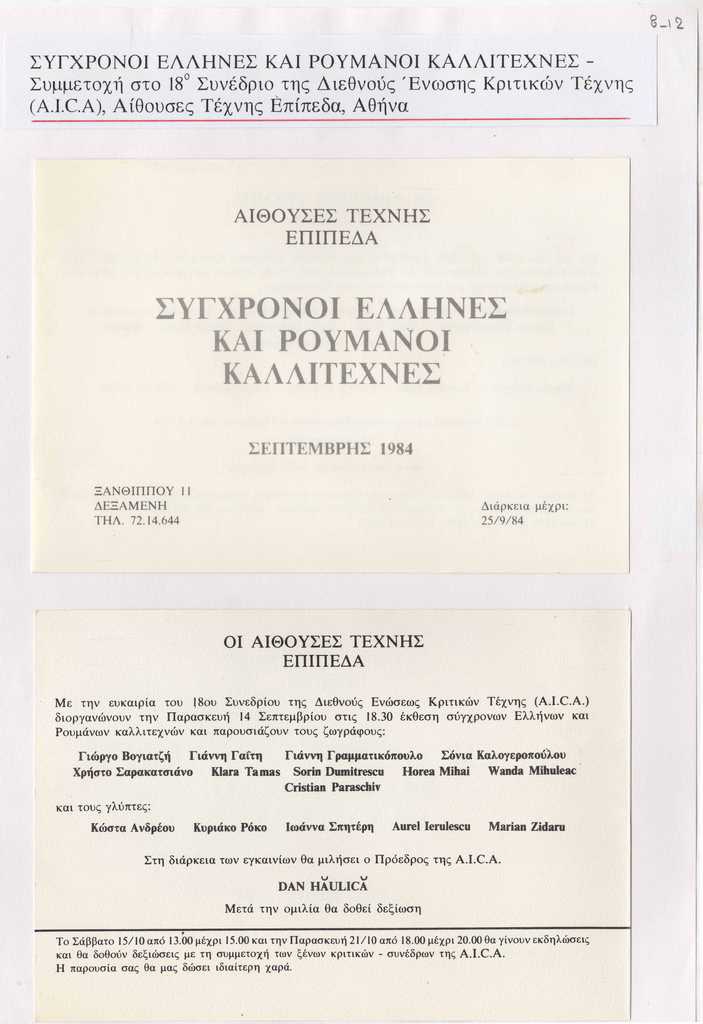 8-12
ΣΥΓΧΡΟΝΟΙ ΕΛΛΗΝΕΣ ΚΑΙ ΡΟΥΜΑΝΟΙ ΚΑΛΛΙΤΕΧΝΕΣ -
Συμμετοχή στο 18° Συνέδριο της Διεθνούς Ένωσης Κριτικών Τέχνης
(A.I.C.A), Αίθουσες Τέχνης Επίπεδα, Αθήνα
ΑΙΘΟΥΣΕΣ ΤΕΧΝΗΣ
ΕΠΙΠΕΔΑ
ΣΥΓΧΡΟΝΟΙ ΕΛΛΗΝΕΣ
ΚΑΙ ΡΟΥΜΑΝΟΙ
ΚΑΛΛΙΤΕΧΝΕΣ
ΣΕΠΤΕΜΒΡΗΣ 1984
ΞΑΝΘΙΠΠΟΥ 11
ΔΕΞΑΜΕΝΗ
ΤΗΛ. 72.14.644
Διάρκεια μέχρι:
25/9/84
ΟΙ ΑΙΘΟΥΣΕΣ ΤΕΧΝΗΣ
ΕΠΙΠΕΔΑ
Με την ευκαιρία του 18ου Συνεδρίου της Διεθνούς Ενώσεως Κριτικών Τέχνης (A.I.C.A.)
διοργανώνουν την Παρασκευή 14 Σεπτεμβρίου στις 18.30 έκθεση σύγχρονων Ελλήνων και
Ρουμάνων καλλιτεχνών και παρουσιάζουν τους ζωγράφους:
Γιώργο Βογιατζή Γιάννη Γαΐτη Γιάννη Γραμματικόπουλο Σόνια Καλογεροπούλου
Χρήστο Σαρακατσιάνο Klara Tamas Sorin Dumitrescu Horea Mihai Wanda Mihuleac
Cristian Paraschiv
και τους γλύπτες:
Κώστα Ανδρέου Κυριάκο Ρόκο Ιωάννα Σπητέρη Aurel Ierulescu Marian Zidaru
Στη διάρκεια των εγκαινίων θα μιλήσει ο Πρόεδρος της A.I.C.A.
DAN HĂULICĂ
Μετά την ομιλία θα δοθεί δεξίωση
Το Σάββατο 15/10 από 13.00 μέχρι 15.00 και την Παρασκευή 21/10 από 18.00 μέχρι 20.00 θα γίνουν εκδηλώσεις
και θα δοθούν δεξιώσεις με τη συμμετοχή των ξένων κριτικών - συνέδρων της A.I.C.A.
Η παρουσία σας θα μας δώσει ιδιαίτερη χαρά.